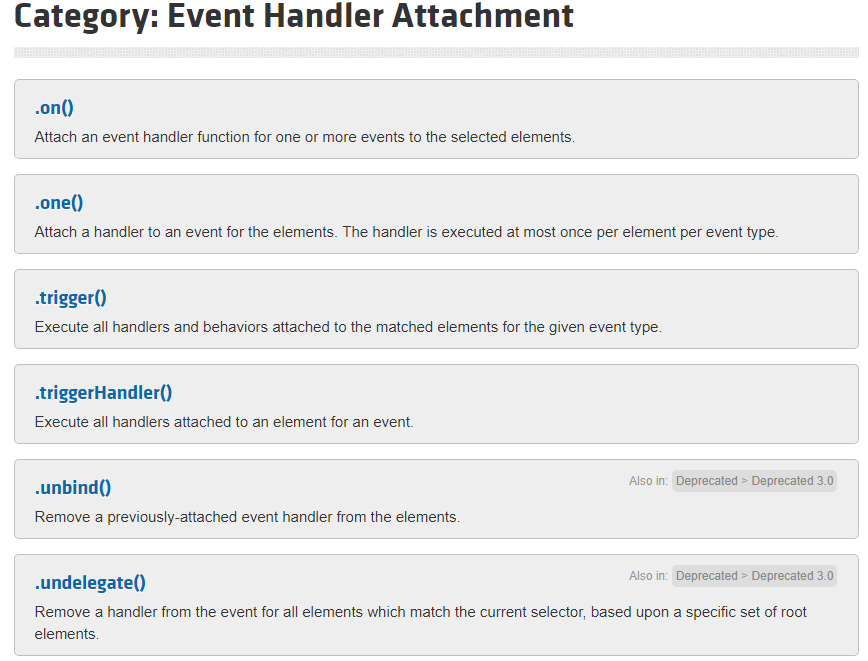 Category: Event Handler Attachment
.on()
Attach an event handler function for one or more events to the selected elements.
.one()
Attach a handler to an event for the elements. The handler is executed at most once per element per event type.
.trigger()
Execute all handlers and behaviors attached to the matched elements for the given event type.
.triggerHandler()
Execute all handlers attached to an element for an event.
.unbind()
Also in: Deprecated > Deprecated 3.0
Remove a previously-attached event handler from the elements.
.undelegate()
Also in: Deprecated > Deprecated 3.0
Remove a handler from the event for all elements which match the current selector, based upon a specific set of root
elements.